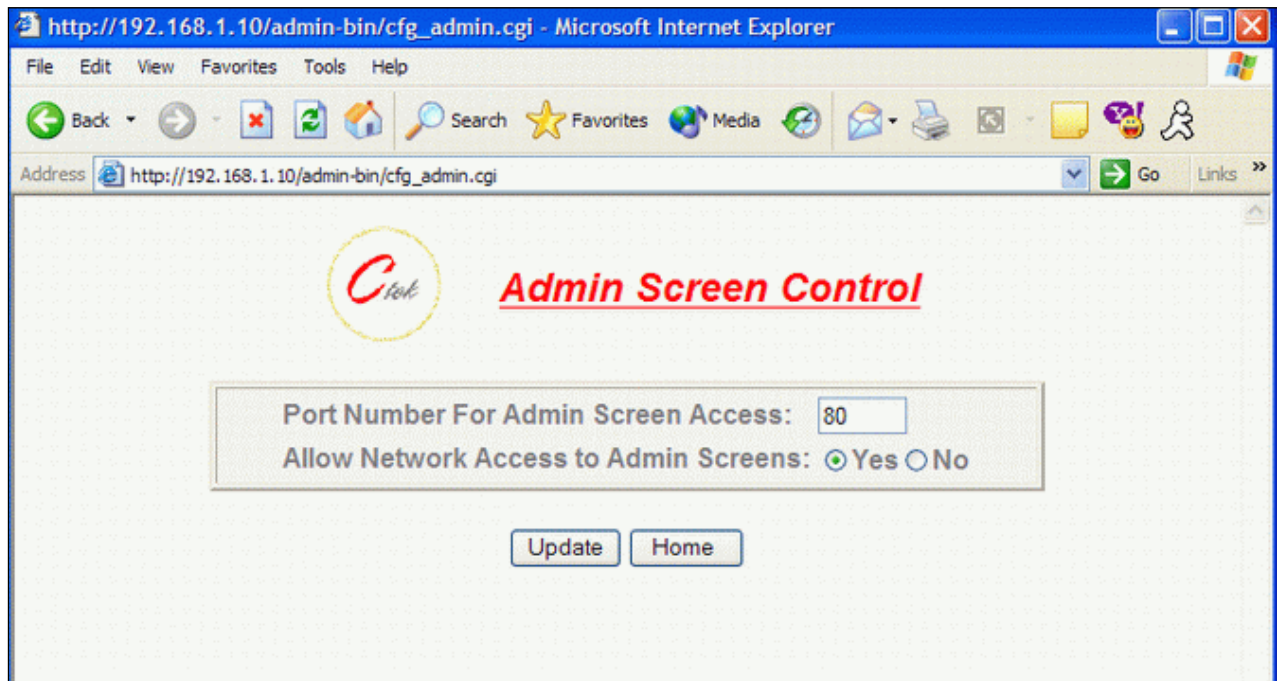 http://192.168.1.10/admin-bin/cfg_admin.cgi - Microsoft Internet Explorer
File Edit View Favorites Tools Help
Back Search Favorites Media
Address http://192.168.1.10/admin-bin/cfg_admin.cgi Go Links »
Ctek Admin Screen Control
Port Number For Admin Screen Access: 80
Allow Network Access to Admin Screens: Yes No
Update Home